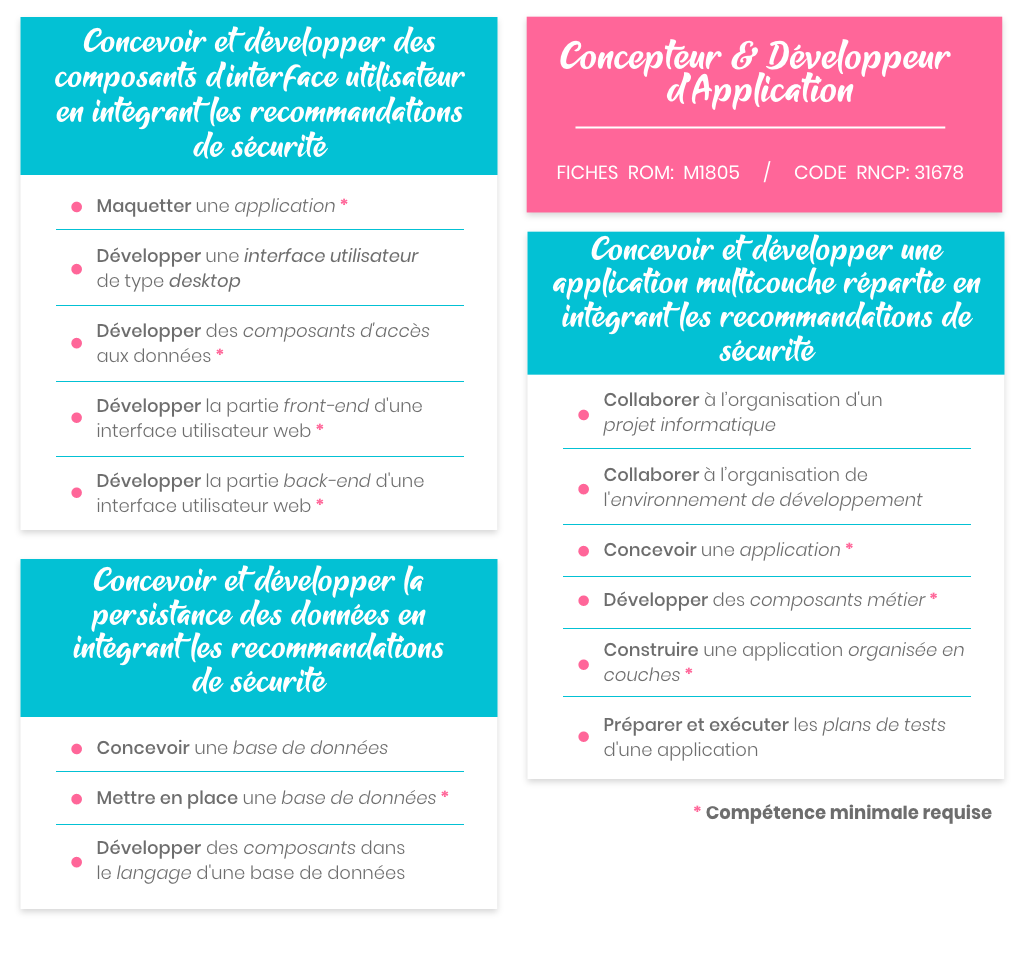 Concevoir et développer des
composants d'interface utilisateur
en intégrant les recommandations
de sécurité
Maquetter une application *
Développer une interface utilisateur
de type desktop
Développer des composants d'accès
aux données *
Développer la partie front-end d'une
interface utilisateur web *
Développer la partie back-end d'une
interface utilisateur web *
Concevoir et développer la
persistance des données en
intégrant les recommandations
de sécurité
Concevoir une base de données
Mettre en place une base de données *
Développer des composants dans
le langage d'une base de données
Concepteur & Développeur
d'Application
FICHES ROM: M1805 / CODE RNCP: 31678
Concevoir et développer une
application multicouche répartie en
intégrant les recommandations de
sécurité
Collaborer à l’organisation d'un
projet informatique
Collaborer à l’organisation de
l'environnement de développement
Concevoir une application *
Développer des composants métier *
Construire une application organisée en
couches *
Préparer et exécuter les plans de tests
d'une application
* Compétence minimale requise